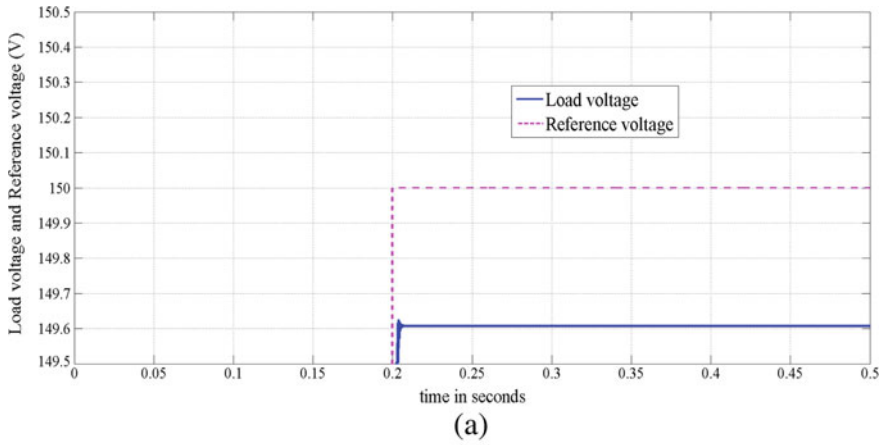 150.5
150.4
150.3
150.2
150.1
150
149.9
149.8
149.7
149.6
149.5
Load voltage and Reference voltage (V)
Load voltage
Reference voltage
0 0.05 0.1 0.15 0.2 0.25 0.3 0.35 0.4 0.45 0.5
time in seconds
(a)